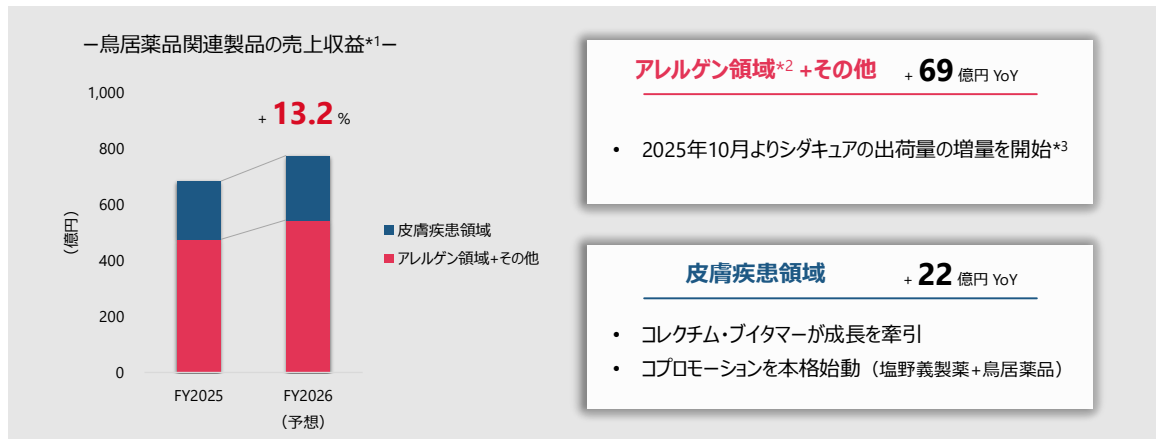 −鳥居薬品関連製品の売上収益*1−
1,000
800
600
400
200
0
（億円）
+ 13.2 %
FY2025
FY2026
（予想）
皮膚疾患領域
アレルゲン領域+その他
アレルゲン領域*2 +その他 + 69 億円 YoY
• 2025年10月よりシダキュアの出荷量の増量を開始*3
皮膚疾患領域 + 22 億円 YoY
• コレクチム・ブイタマーが成長を牽引
• コプロモーションを本格始動（塩野義製薬+鳥居薬品）